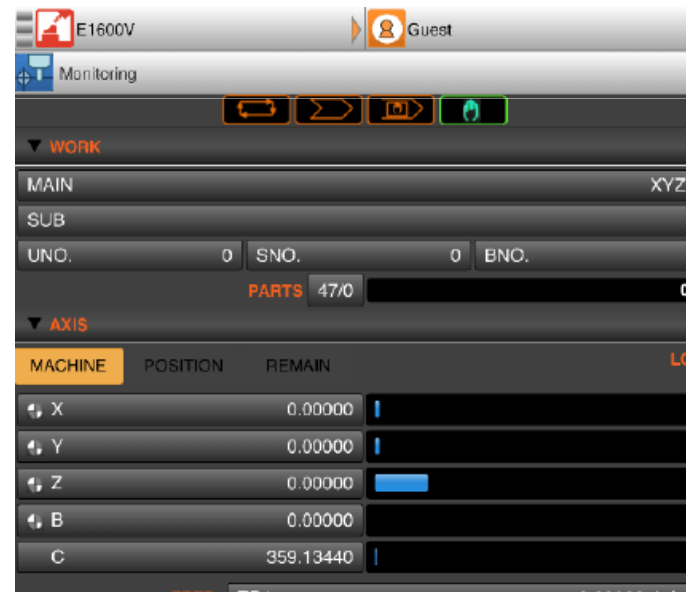 E1600V Guest
Monitoring
WORK
MAIN XYZ
SUB
UNO. 0 SNO. 0 BNO.
PARTS 47/0
AXIS
MACHINE POSITION REMAIN
X 0.00000
Y 0.00000
Z 0.00000
B 0.00000
C 359.13440